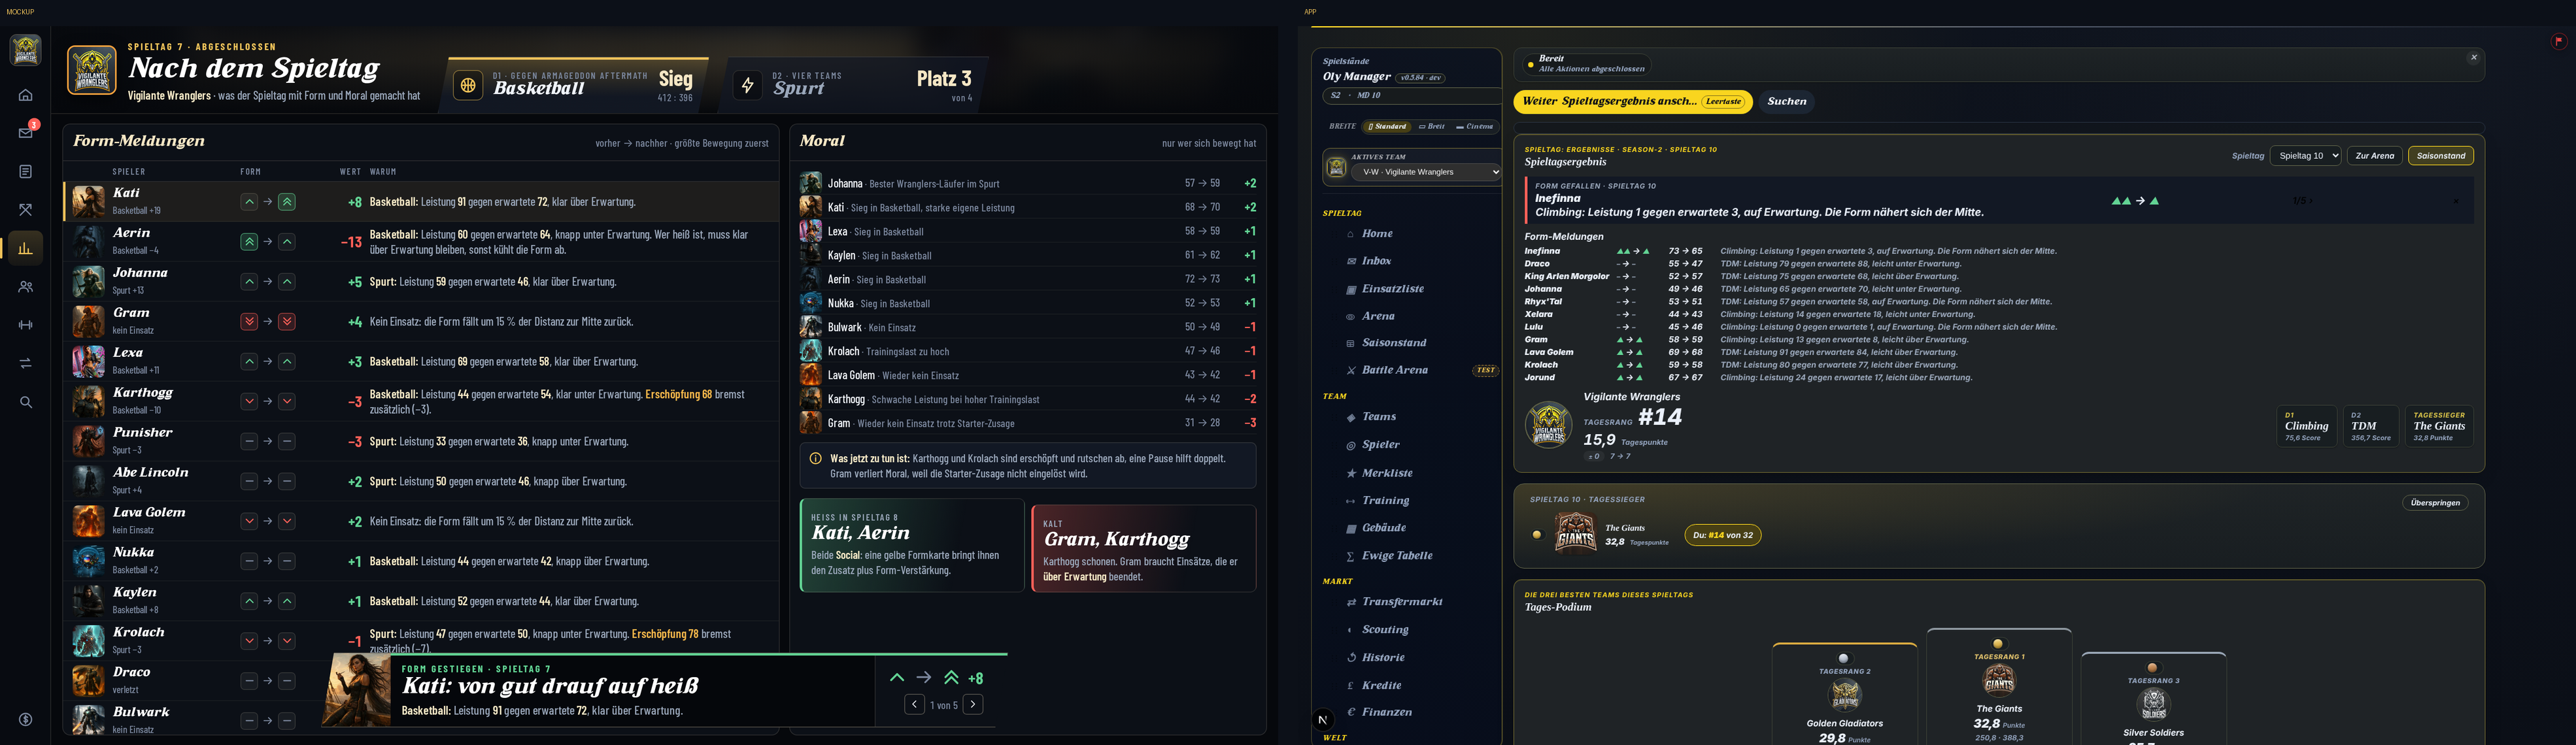 MOCKUP
SPIELTAG 7 · ABGESCHLOSSEN
Nach dem Spieltag
Vigilante Wranglers · was der Spieltag mit Form und Moral gemacht hat
D1 · GEGEN ARMAGEDDON AFTERMATH
Basketball
Sieg
412 : 396
D2 · VIER TEAMS
Spurt
Platz 3
von 4
3
Form-Meldungen
vorher → nachher · größte Bewegung zuerst
SPIELER FORM WERT WARUM
Kati
Basketball +19
+8 Basketball: Leistung 91 gegen erwartete 72, klar über Erwartung.
Aerin
Basketball −4
−13 Basketball: Leistung 60 gegen erwartete 64, knapp unter Erwartung. Wer heiß ist, muss klar
über Erwartung bleiben, sonst kühlt die Form ab.
Johanna
Spurt +13
+5 Spurt: Leistung 59 gegen erwartete 46, klar über Erwartung.
Gram
kein Einsatz
+4 Kein Einsatz: die Form fällt um 15 % der Distanz zur Mitte zurück.
Lexa
Basketball +11
+3 Basketball: Leistung 69 gegen erwartete 58, klar über Erwartung.
Karthogg
Basketball −10
−3 Basketball: Leistung 44 gegen erwartete 54, klar unter Erwartung. Erschöpfung 68 bremst
zusätzlich (−3).
Punisher
Spurt −3
−3 Spurt: Leistung 33 gegen erwartete 36, knapp unter Erwartung.
Abe Lincoln
Spurt +4
+2 Spurt: Leistung 50 gegen erwartete 46, knapp über Erwartung.
Lava Golem
kein Einsatz
+2 Kein Einsatz: die Form fällt um 15 % der Distanz zur Mitte zurück.
Nukka
Basketball +2
+1 Basketball: Leistung 44 gegen erwartete 42, knapp über Erwartung.
Kaylen
Basketball +8
+1 Basketball: Leistung 52 gegen erwartete 44, klar über Erwartung.
Krolach
Spurt −3
−1 Spurt: Leistung 47 gegen erwartete 50, knapp unter Erwartung. Erschöpfung 78 bremst
zusätzlich (−7).
Draco
verletzt
Bulwark
kein Einsatz
FORM GESTIEGEN · SPIELTAG 7
Kati: von gut drauf auf heiß
Basketball: Leistung 91 gegen erwartete 72, klar über Erwartung.
+8
1 von 5
Moral
nur wer sich bewegt hat
Johanna · Bester Wranglers-Läufer im Spurt 57 → 59 +2
Kati · Sieg in Basketball, starke eigene Leistung 68 → 70 +2
Lexa · Sieg in Basketball 58 → 59 +1
Kaylen · Sieg in Basketball 61 → 62 +1
Aerin · Sieg in Basketball 72 → 73 +1
Nukka · Sieg in Basketball 52 → 53 +1
Bulwark · Kein Einsatz 50 → 49 −1
Krolach · Trainingslast zu hoch 47 → 46 −1
Lava Golem · Wieder kein Einsatz 43 → 42 −1
Karthogg · Schwache Leistung bei hoher Trainingslast 44 → 42 −2
Gram · Wieder kein Einsatz trotz Starter-Zusage 31 → 28 −3
Was jetzt zu tun ist: Karthogg und Krolach sind erschöpft und rutschen ab, eine Pause hilft doppelt.
Gram verliert Moral, weil die Starter-Zusage nicht eingelöst wird.
HEISS IN SPIELTAG 8
Kati, Aerin
Beide Social: eine gelbe Formkarte bringt ihnen
den Zusatz plus Form-Verstärkung.
KALT
Gram, Karthogg
Karthogg schonen. Gram braucht Einsätze, die er
über Erwartung beendet.
APP
Spielstände
Oly Manager v0.3.84 · dev
S2 · MD 10
BREITE Standard Breit Cinema
AKTIVES TEAM
V-W · Vigilante Wranglers
SPIELTAG
Home
Inbox
Einsatzliste
Arena
Saisonstand
Battle Arena TEST
TEAM
Teams
Spieler
Merkliste
Training
Gebäude
Ewige Tabelle
MARKT
Transfermarkt
Scouting
Historie
Kredite
Finanzen
WELT
N
Bereit
Alle Aktionen abgeschlossen
×
Weiter Spieltagsergebnis ansch... Leertaste
Suchen
SPIELTAG: ERGEBNISSE · SEASON-2 · SPIELTAG 10
Spieltagsergebnis
Spieltag Spieltag 10 Zur Arena Saisonstand
FORM GEFALLEN · SPIELTAG 10
Inefinna
Climbing: Leistung 1 gegen erwartete 3, auf Erwartung. Die Form nähert sich der Mitte.
▲▲ → ▲
1/5 ›
×
Form-Meldungen
Inefinna ▲▲ → ▲ 73 → 65 Climbing: Leistung 1 gegen erwartete 3, auf Erwartung. Die Form nähert sich der Mitte.
Draco – → – 55 → 47 TDM: Leistung 79 gegen erwartete 88, leicht unter Erwartung.
King Arlen Morgolor – → – 52 → 57 TDM: Leistung 75 gegen erwartete 68, leicht über Erwartung.
Johanna – → – 49 → 46 TDM: Leistung 65 gegen erwartete 70, leicht unter Erwartung.
Rhyx'Tal – → – 53 → 51 TDM: Leistung 57 gegen erwartete 58, auf Erwartung. Die Form nähert sich der Mitte.
Xelara – → – 44 → 43 Climbing: Leistung 14 gegen erwartete 18, leicht unter Erwartung.
Lulu – → – 45 → 46 Climbing: Leistung 0 gegen erwartete 1, auf Erwartung. Die Form nähert sich der Mitte.
Gram ▲ → ▲ 58 → 59 Climbing: Leistung 13 gegen erwartete 8, leicht über Erwartung.
Lava Golem ▲ → ▲ 69 → 68 TDM: Leistung 91 gegen erwartete 84, leicht über Erwartung.
Krolach ▲ → ▲ 59 → 58 TDM: Leistung 80 gegen erwartete 77, leicht über Erwartung.
Jorund ▲ → ▲ 67 → 67 Climbing: Leistung 24 gegen erwartete 17, leicht über Erwartung.
Vigilante Wranglers
TAGESRANG #14
15,9 Tagespunkte
± 0 7 → 7
D1
Climbing
75,6 Score
D2
TDM
356,7 Score
TAGESSIEGER
The Giants
32,8 Punkte
SPIELTAG 10 · TAGESSIEGER
Überspringen
The Giants
32,8 Tagespunkte
Du: #14 von 32
DIE DREI BESTEN TEAMS DIESES SPIELTAGS
Tages-Podium
TAGESRANG 2
Golden Gladiators
29,8 Punkte
TAGESRANG 1
The Giants
32,8 Punkte
250,8 · 388,3
TAGESRANG 3
Silver Soldiers